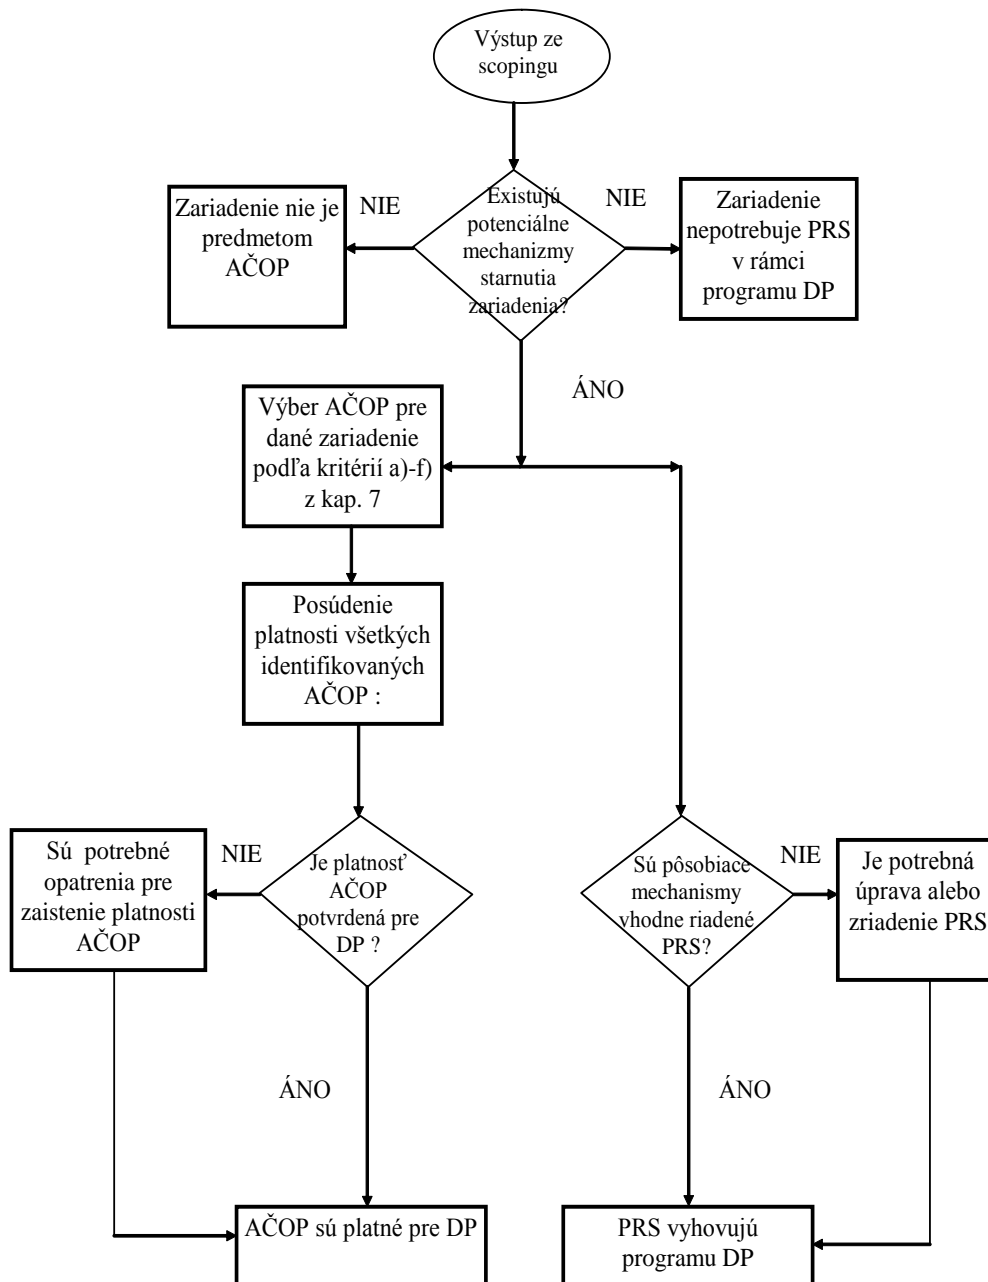 Výstup ze
scopingu
Zariadenie nie je
predmetom
AČOP
NIE
Existujú
potenciálne
mechanizmy
starnutia
zariadenia?
NIE
Zariadenie
nepotrebuje PRS
v rámci
programu DP
ÁNO
Výber AČOP pre
dané zariadenie
podľa kritérií a)-f)
z kap. 7
Posúdenie
platnosti všetkých
identifikovaných
AČOP :
Sú potrebné
opatrenia pre
zaistenie platnosti
AČOP
NIE
Je platnosť
AČOP
potvrdená pre
DP ?
Sú pôsobiace
mechanismy
vhodne riadené
PRS?
NIE
Je potrebná
úprava alebo
zriadenie PRS
ÁNO
ÁNO
AČOP sú platné pre DP
PRS vyhovujú
programu DP